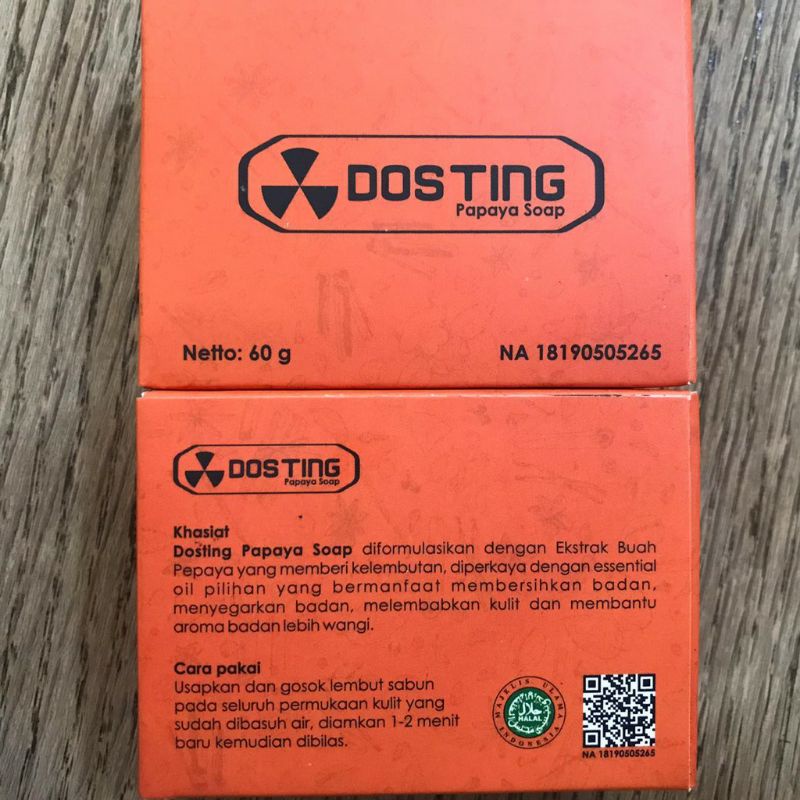 DOSTING
Papaya Soap
Netto: 60 g
NA 18190505265
DOSTING
Papaya Soap
Khasiat
Dosting Papaya Soap diformulasikan dengan Ekstrak Buah
Pepaya yang memberi kelembutan, diperkaya dengan essential
oil pilihan yang bermanfaat membersihkan badan,
menyegarkan badan, melembabkan kulit dan membantu
aroma badan lebih wangi.
Cara pakai
Usapkan dan gosok lembut sabun
pada seluruh permukaan kulit yang
sudah dibasuh air, diamkan 1-2 menit
baru kemudian dibilas.
MAJELIS ULAMA
حلال
HALAL
INDONESIA
NA 18190505265